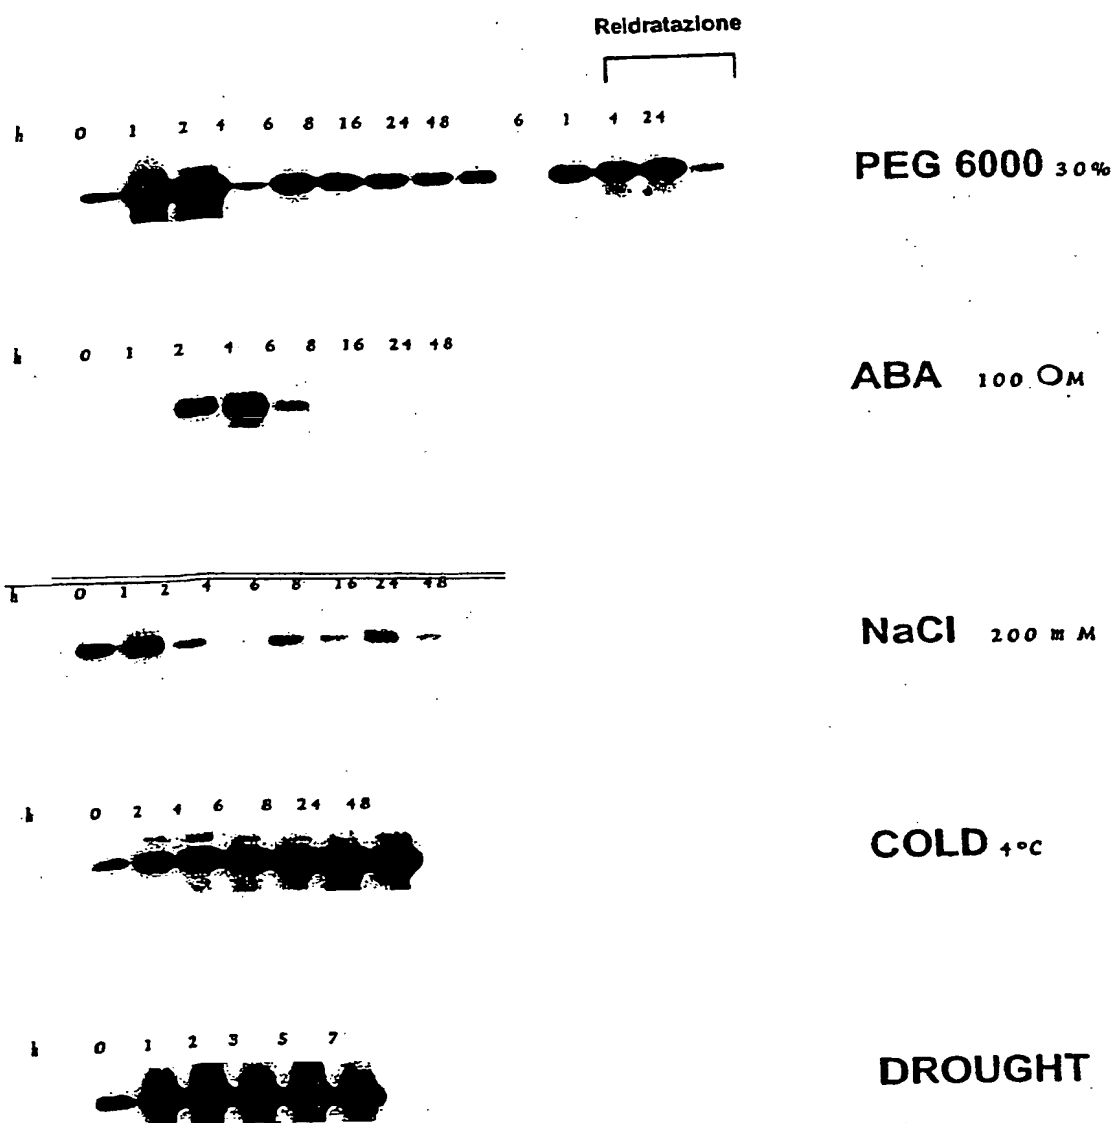 Reidratazione
h 0 1 2 4 6 8 16 24 48 6 1 4 24
PEG 6000 30%
h 0 1 2 4 6 8 16 24 48
ABA 100 OM
h 0 1 2 4 6 8 16 24 48
NaCl 200 mM
h 0 2 4 6 8 24 48
COLD 4°C
h 0 1 2 3 5 7
DROUGHT